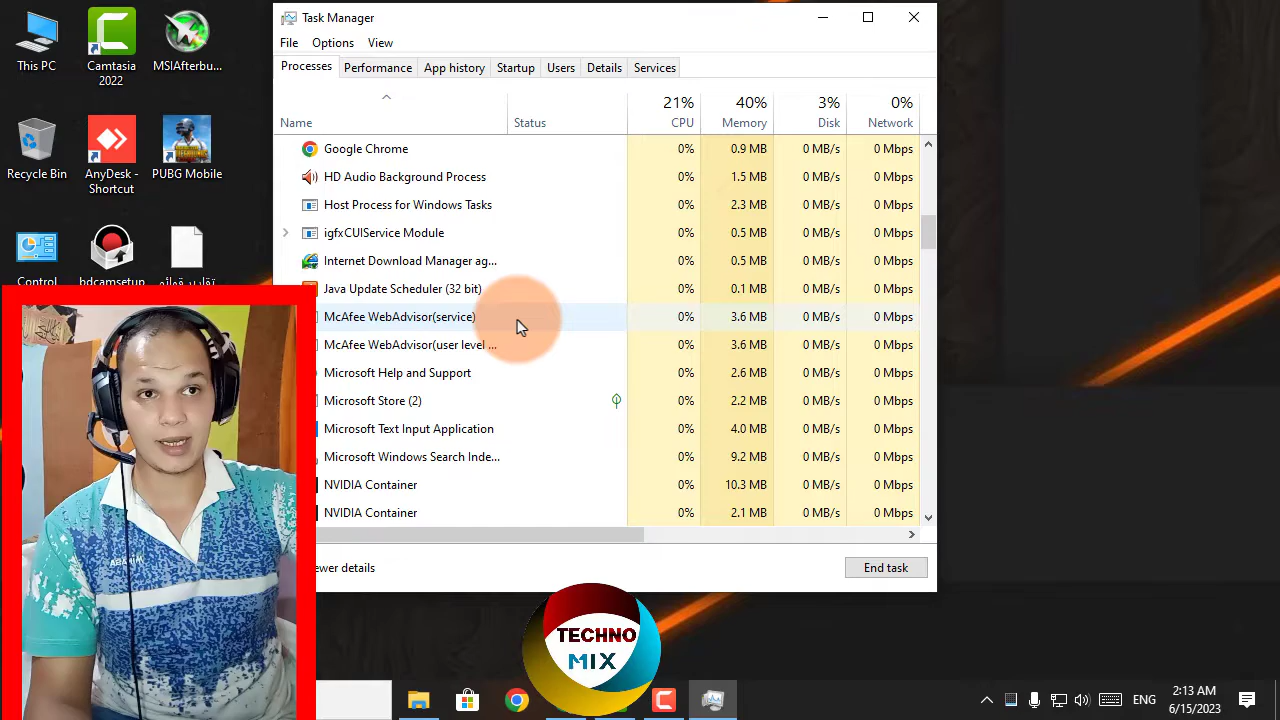 Task Manager
File Options View
Processes Performance App history Startup Users Details Services
21% 40% 3% 0%
Name Status CPU Memory Disk Network
Google Chrome 0% 0.9 MB 0 MB/s 0 Mbps
HD Audio Background Process 0% 1.5 MB 0 MB/s 0 Mbps
Host Process for Windows Tasks 0% 2.3 MB 0 MB/s 0 Mbps
igfxCUIService Module 0% 0.5 MB 0 MB/s 0 Mbps
Internet Download Manager ag... 0% 0.5 MB 0 MB/s 0 Mbps
Java Update Scheduler (32 bit) 0% 0.1 MB 0 MB/s 0 Mbps
McAfee WebAdvisor(service) 0% 3.6 MB 0 MB/s 0 Mbps
McAfee WebAdvisor(user level ... 0% 3.6 MB 0 MB/s 0 Mbps
Microsoft Help and Support 0% 2.6 MB 0 MB/s 0 Mbps
Microsoft Store (2) 0% 2.2 MB 0 MB/s 0 Mbps
Microsoft Text Input Application 0% 4.0 MB 0 MB/s 0 Mbps
Microsoft Windows Search Inde... 0% 9.2 MB 0 MB/s 0 Mbps
NVIDIA Container 0% 10.3 MB 0 MB/s 0 Mbps
NVIDIA Container 0% 2.1 MB 0 MB/s 0 Mbps
details
End task
This PC
Camtasia
2022
MSIAfterbu...
Recycle Bin
AnyDesk -
Shortcut
PUBG Mobile
Control
bdcamsetup
TECHNO
MIX
ENG
2:13 AM
6/15/2023